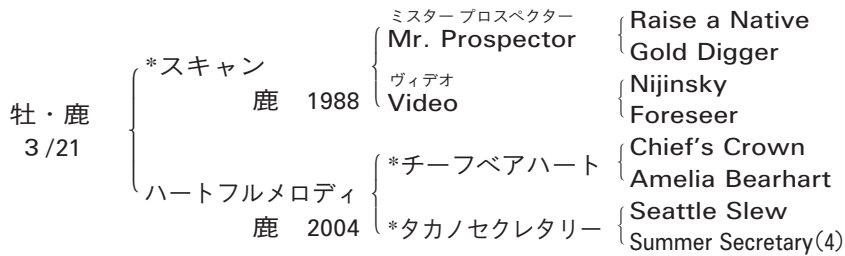 牡・鹿
3/21
*スキャン
鹿 1988
ハートフルメロディ
鹿 2004
ミスター プロスペクター
Mr. Prospector
ヴィデオ
Video
*チーフベアハート
*タカノセクレタリー
Raise a Native
Gold Digger
Nijinsky
Foreseer
Chief's Crown
Amelia Bearhart
Seattle Slew
Summer Secretary(4)